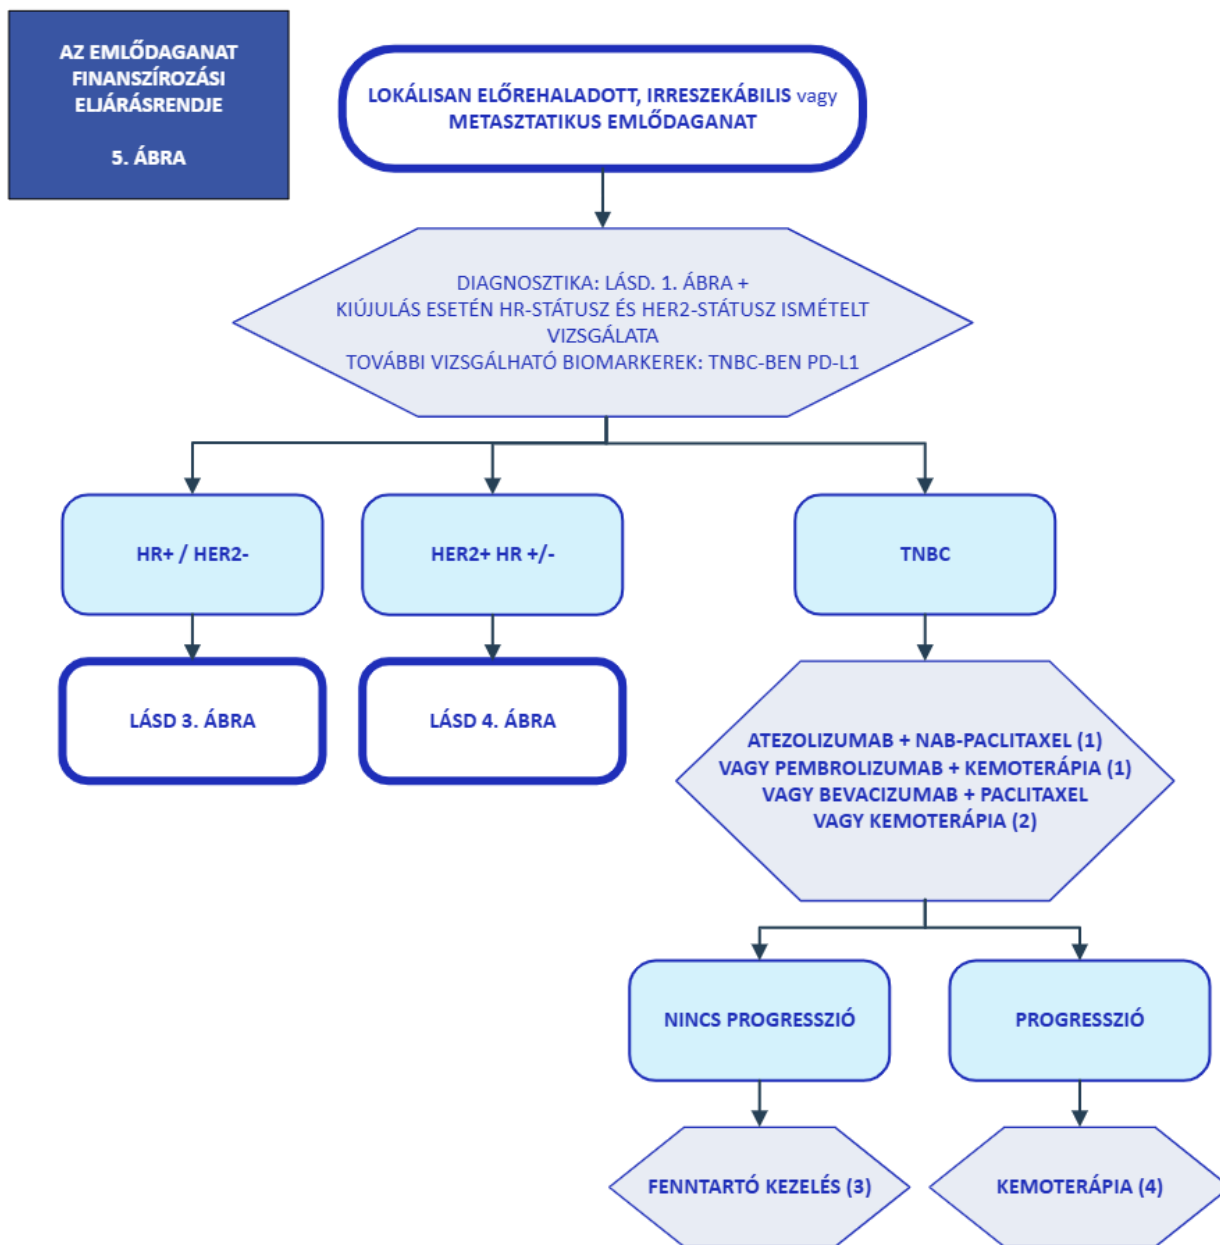 AZ EMLŐDAGANAT
FINANSZÍROZÁSI
ELJÁRÁSRENDJE
5. ÁBRA
LOKÁLISAN ELŐREHALADOTT, IRRESZEKÁBILIS vagy
METASZTATIKUS EMLŐDAGANAT
DIAGNOSZTIKA: LÁSD. 1. ÁBRA +
KIÚJULÁS ESETÉN HR-STÁTUSZ ÉS HER2-STÁTUSZ ISMÉTELT
VIZSGÁLATA
TOVÁBBI VIZSGÁLHATÓ BIOMARKEREK: TNBC-BEN PD-L1
HR+ / HER2-
HER2+ HR +/-
TNBC
LÁSD 3. ÁBRA
LÁSD 4. ÁBRA
ATEZOLIZUMAB + NAB-PACLITAXEL (1)
VAGY PEMBROLIZUMAB + KEMOTERÁPIA (1)
VAGY BEVACIZUMAB + PACLITAXEL
VAGY KEMOTERÁPIA (2)
NINCS PROGRESSZIÓ
PROGRESSZIÓ
FENNTARTÓ KEZELÉS (3)
KEMOTERÁPIA (4)